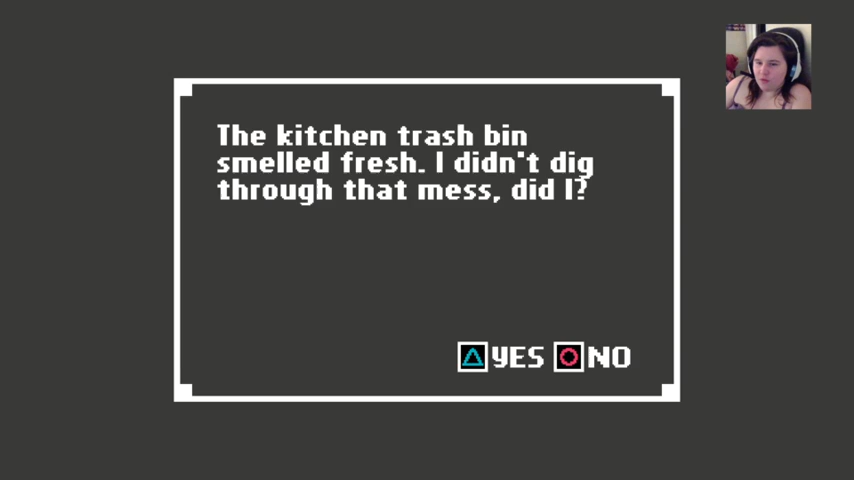 The kitchen trash bin
smelled fresh. I didn't dig
through that mess, did I?
YES NO